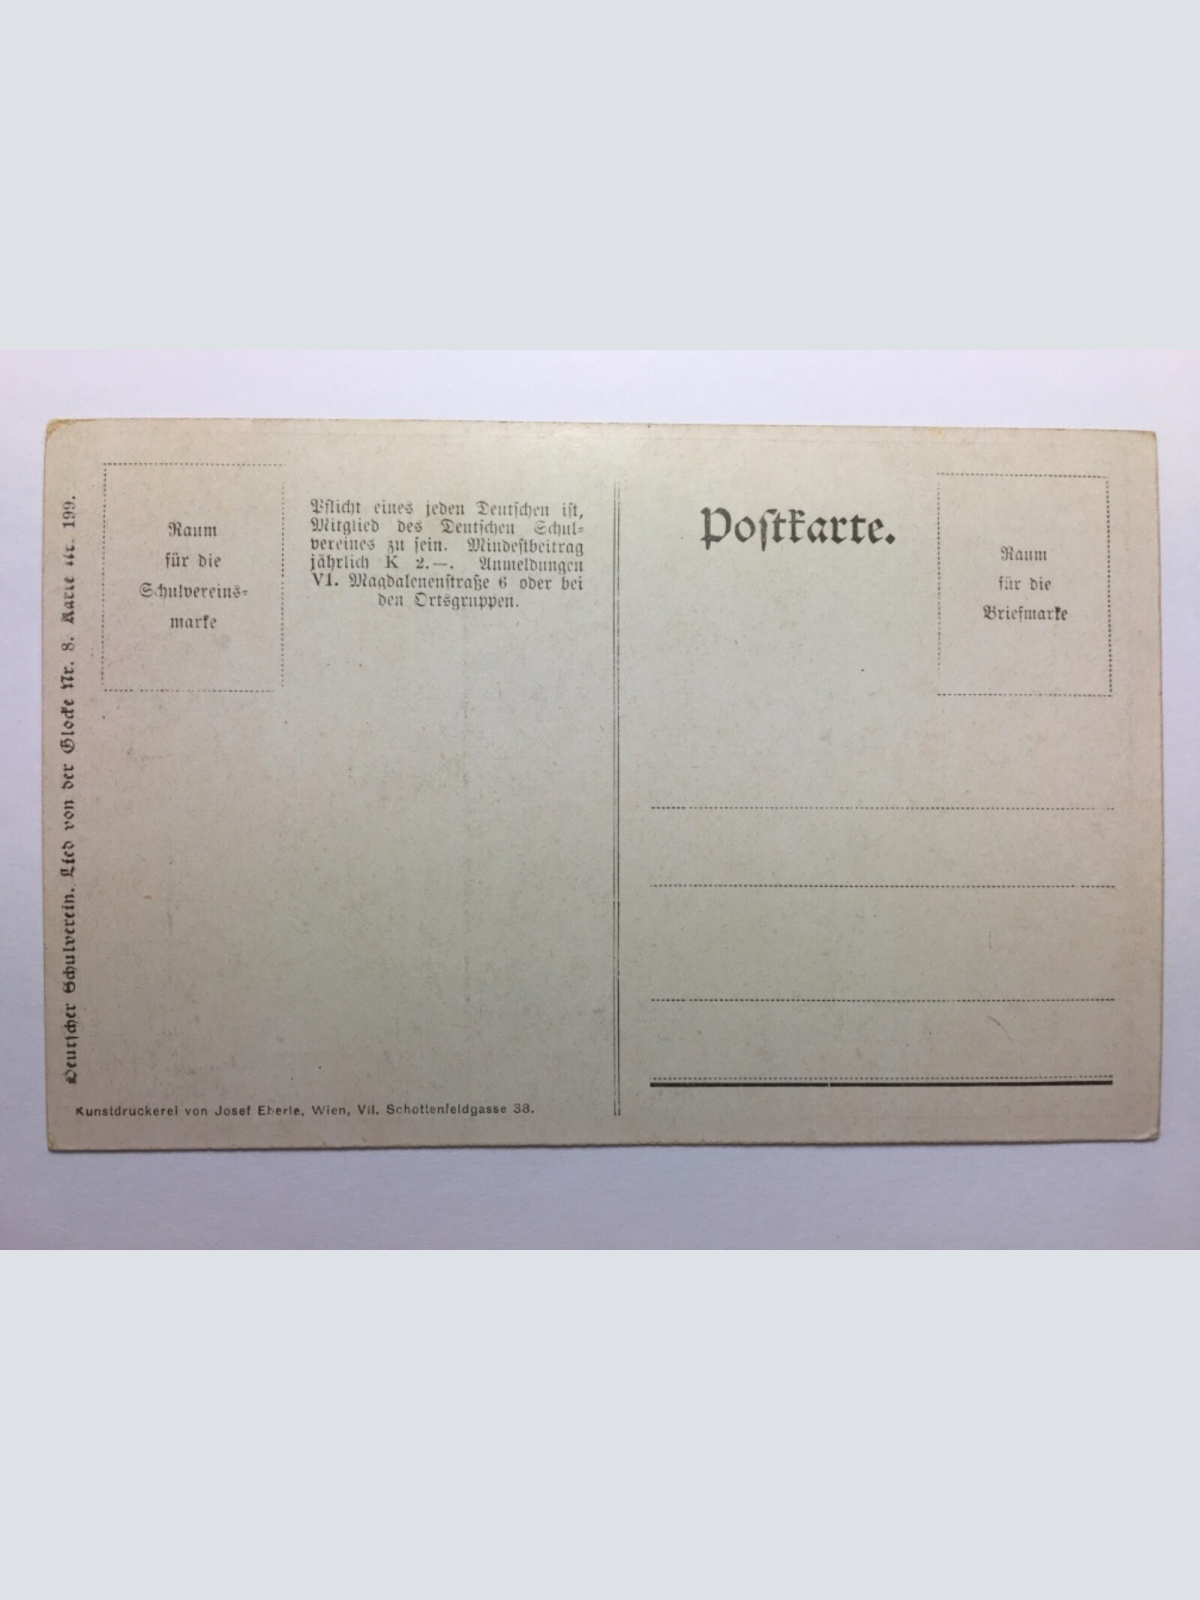 Raum
für die
Schulvereins-
marke
Pflicht eines jeden Deutschen ist,
Mitglied des Deutschen Schul-
vereines zu sein. Mindestbeitrag
jährlich K 2.—. Anmeldungen
VI. Magdalenenstraße 6 oder bei
den Ortsgruppen.
Postkarte.
Raum
für die
Briefmarke
Deutscher Schulverein. Lied von der Glocke Nr. 8. Karte Nr. 199.
Kunstdruckerei von Josef Eberle, Wien, VII. Schottenfeldgasse 38.